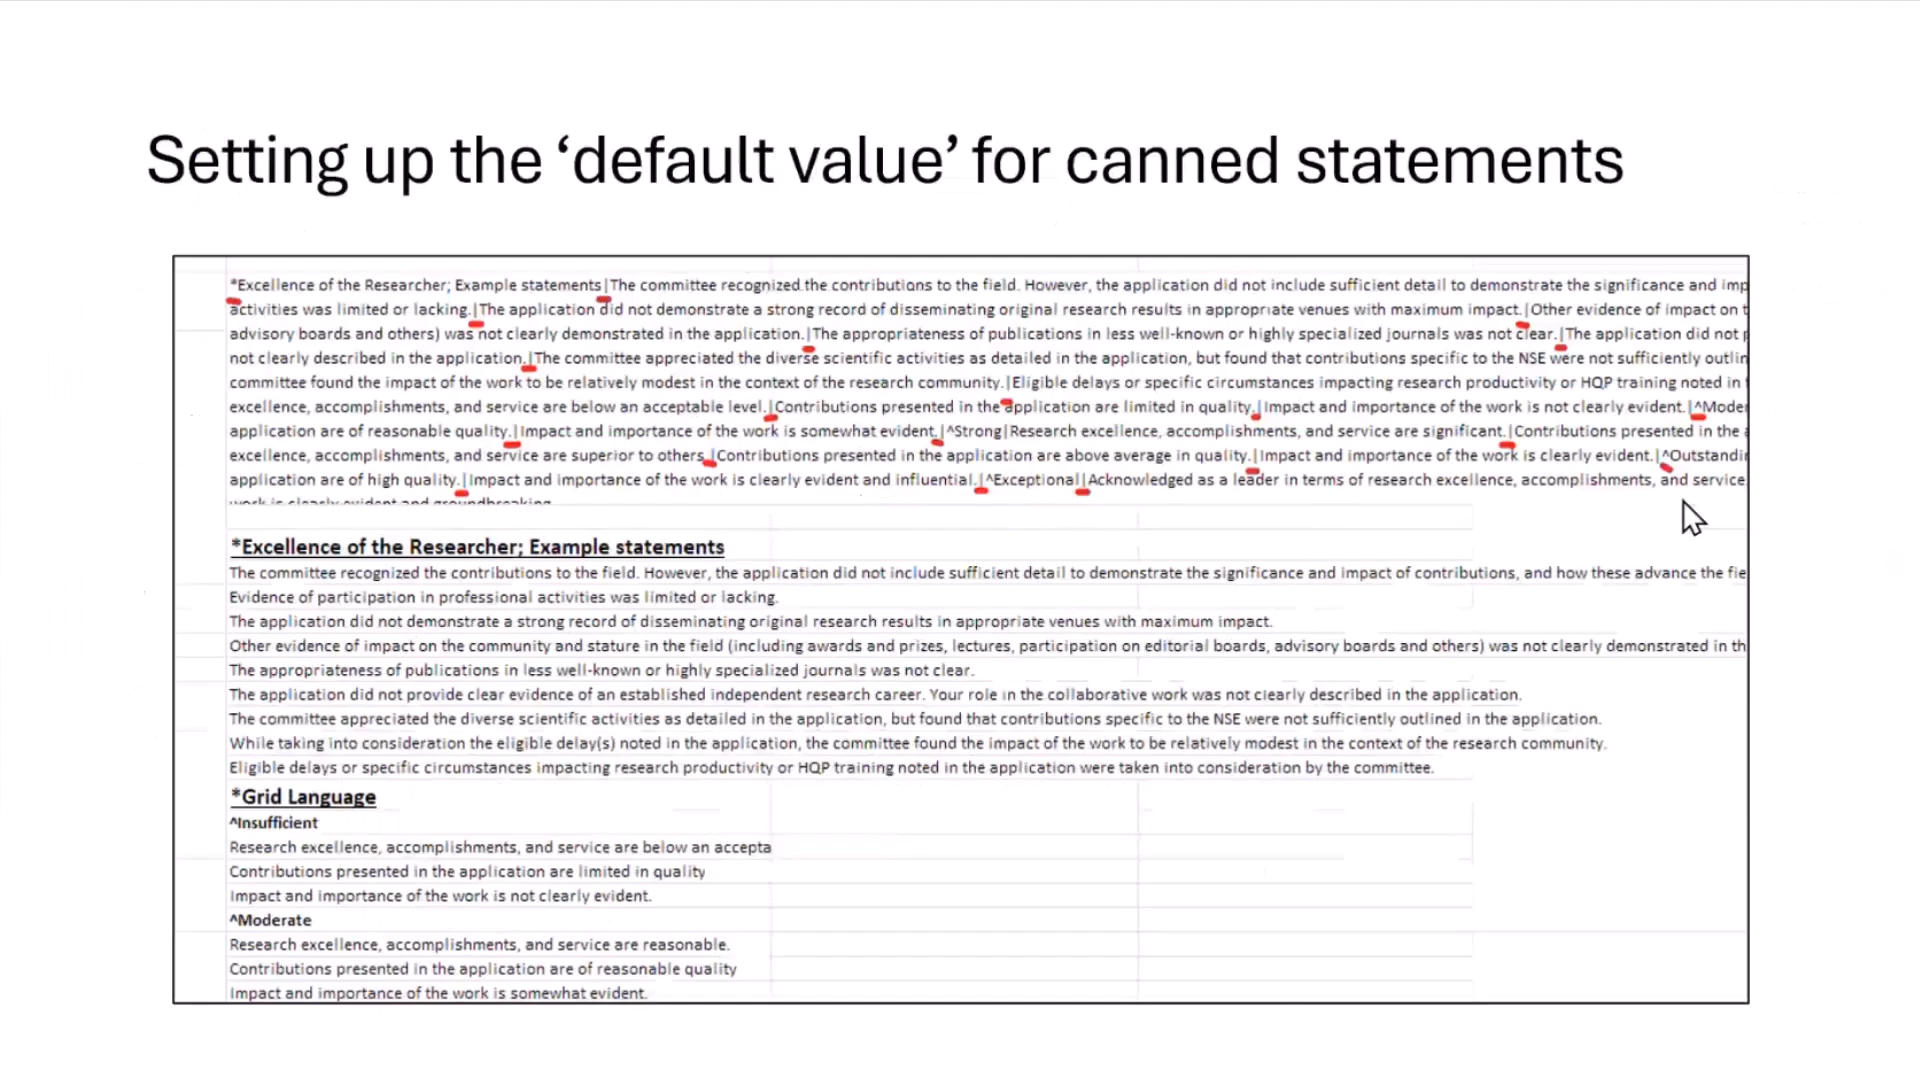 Setting up the ‘default value’ for canned statements
*Excellence of the Researcher; Example statements|The committee recognized the contributions to the field. However, the application did not include sufficient detail to demonstrate the significance and imp
activities was limited or lacking.|The application did not demonstrate a strong record of disseminating original research results in appropriate venues with maximum impact.|Other evidence of impact on t
advisory boards and others) was not clearly demonstrated in the application.|The appropriateness of publications in less well-known or highly specialized journals was not clear.|The application did not p
not clearly described in the application.|The committee appreciated the diverse scientific activities as detailed in the application, but found that contributions specific to the NSE were not sufficiently outlin
committee found the impact of the work to be relatively modest in the context of the research community.|Eligible delays or specific circumstances impacting research productivity or HQP training noted in
excellence, accomplishments, and service are below an acceptable level.|Contributions presented in the application are limited in quality.|Impact and importance of the work is not clearly evident.|^Moder
application are of reasonable quality.|Impact and importance of the work is somewhat evident.|^Strong|Research excellence, accomplishments, and service are significant.|Contributions presented in the a
excellence, accomplishments, and service are superior to others.|Contributions presented in the application are above average in quality.|Impact and importance of the work is clearly evident.|^Outstandin
application are of high quality.|Impact and importance of the work is clearly evident and influential.|^Exceptional|Acknowledged as a leader in terms of research excellence, accomplishments, and service
work is clearly evident and groundbreaking
*Excellence of the Researcher; Example statements
The committee recognized the contributions to the field. However, the application did not include sufficient detail to demonstrate the significance and impact of contributions, and how these advance the fie
Evidence of participation in professional activities was limited or lacking.
The application did not demonstrate a strong record of disseminating original research results in appropriate venues with maximum impact.
Other evidence of impact on the community and stature in the field (including awards and prizes, lectures, participation on editorial boards, advisory boards and others) was not clearly demonstrated in th
The appropriateness of publications in less well-known or highly specialized journals was not clear.
The application did not provide clear evidence of an established independent research career. Your role in the collaborative work was not clearly described in the application.
The committee appreciated the diverse scientific activities as detailed in the application, but found that contributions specific to the NSE were not sufficiently outlined in the application.
While taking into consideration the eligible delay(s) noted in the application, the committee found the impact of the work to be relatively modest in the context of the research community.
Eligible delays or specific circumstances impacting research productivity or HQP training noted in the application were taken into consideration by the committee.
*Grid Language
^Insufficient
Research excellence, accomplishments, and service are below an accepta
Contributions presented in the application are limited in quality
Impact and importance of the work is not clearly evident.
^Moderate
Research excellence, accomplishments, and service are reasonable.
Contributions presented in the application are of reasonable quality
Impact and importance of the work is somewhat evident.